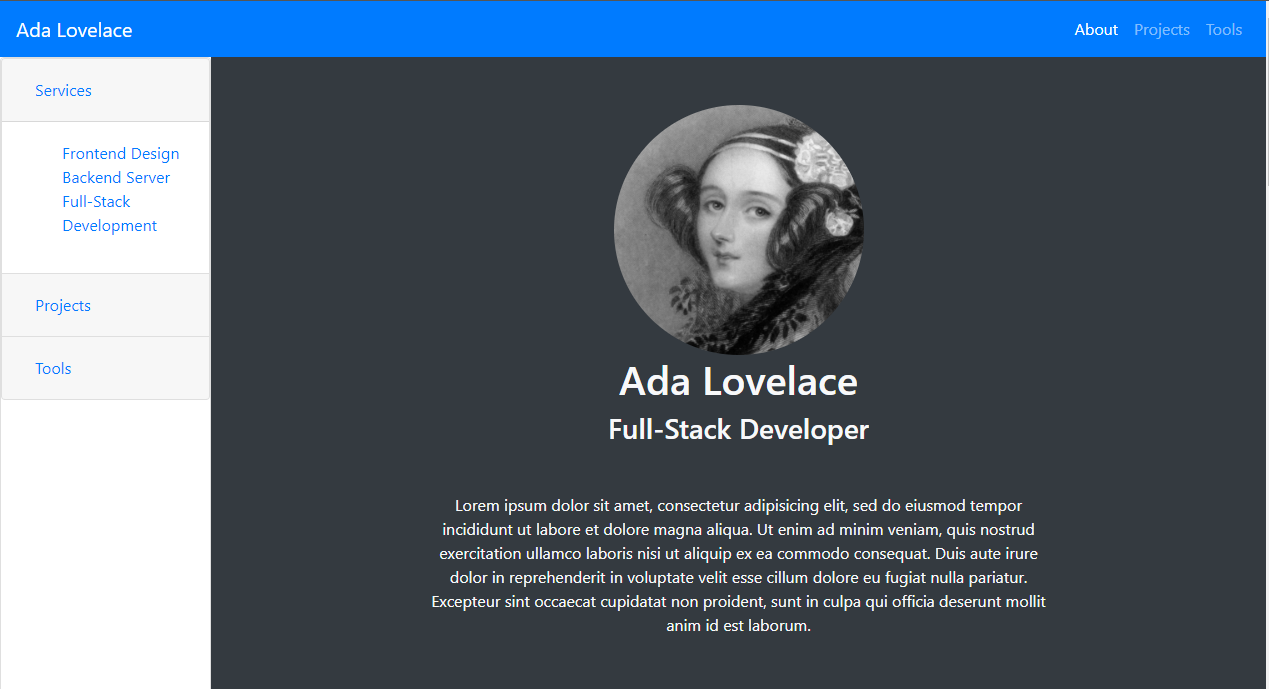 Ada Lovelace
About Projects Tools
Services
Frontend Design
Backend Server
Full-Stack
Development
Projects
Tools
Ada Lovelace
Full-Stack Developer
Lorem ipsum dolor sit amet, consectetur adipisicing elit, sed do eiusmod tempor
incididunt ut labore et dolore magna aliqua. Ut enim ad minim veniam, quis nostrud
exercitation ullamco laboris nisi ut aliquip ex ea commodo consequat. Duis aute irure
dolor in reprehenderit in voluptate velit esse cillum dolore eu fugiat nulla pariatur.
Excepteur sint occaecat cupidatat non proident, sunt in culpa qui officia deserunt mollit
anim id est laborum.